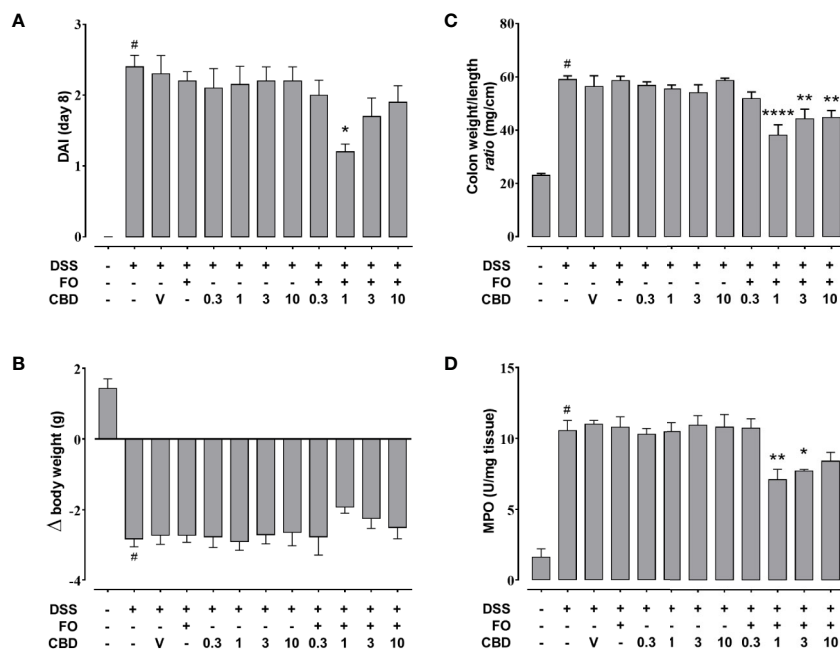 A
3
2
1
0
DAI (day 8)
#
*
DSS - + + + + + + + + + + +
FO - - - + - - - - + + + +
CBD - - V - 0.3 1 3 10 0.3 1 3 10
C
80
60
40
20
0
Colon weight/length
ratio (mg/cm)
#
****
**
**
DSS - + + + + + + + + + + +
FO - - - + - - - - + + + +
CBD - - V - 0.3 1 3 10 0.3 1 3 10
B
2
0
-2
-4
Δ body weight (g)
#
DSS - + + + + + + + + + + +
FO - - - + - - - - + + + +
CBD - - V - 0.3 1 3 10 0.3 1 3 10
D
15
10
5
0
MPO (U/mg tissue)
#
**
*
DSS - + + + + + + + + + + +
FO - - - + - - - - + + + +
CBD - - V - 0.3 1 3 10 0.3 1 3 10